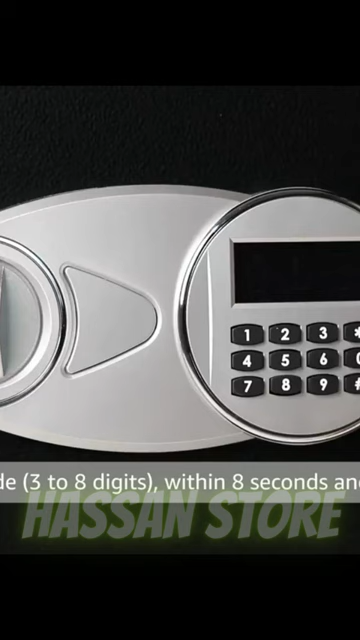 1 2 3 *
4 5 6 0
7 8 9 #
de (3 to 8 digits), within 8 seconds and
HASSAN STORE